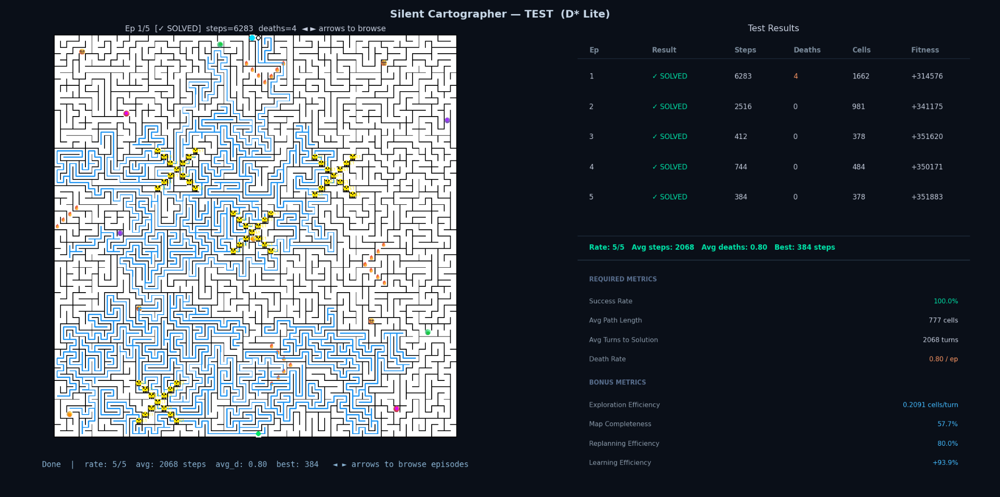 Silent Cartographer — TEST  (D* Lite)
Ep 1/5  [✓ SOLVED]  steps=6283  deaths=4  ◄ ► arrows to browse
Test Results
Ep Result Steps Deaths Cells Fitness
1 ✓ SOLVED 6283 4 1662 +314576
2 ✓ SOLVED 2516 0 981 +341175
3 ✓ SOLVED 412 0 378 +351620
4 ✓ SOLVED 744 0 484 +350171
5 ✓ SOLVED 384 0 378 +351883
Rate: 5/5   Avg steps: 2068   Avg deaths: 0.80   Best: 384 steps
REQUIRED METRICS
Success Rate 100.0%
Avg Path Length 777 cells
Avg Turns to Solution 2068 turns
Death Rate 0.80 / ep
BONUS METRICS
Exploration Efficiency 0.2091 cells/turn
Map Completeness 57.7%
Replanning Efficiency 80.0%
Learning Efficiency +93.9%
Done  |  rate: 5/5  avg: 2068 steps  avg_d: 0.80  best: 384   ◄ ► arrows to browse episodes